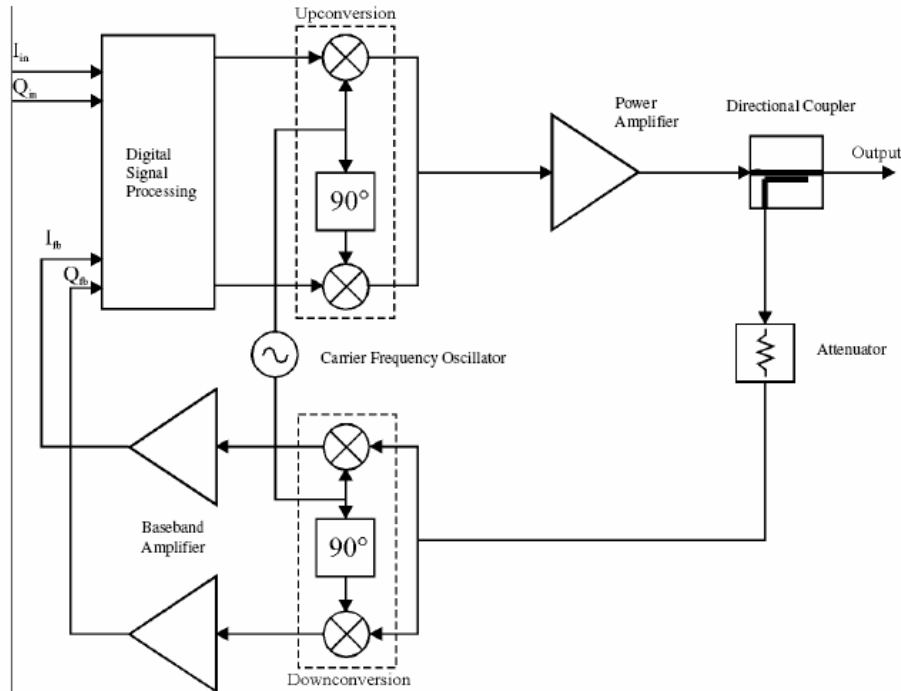 Upconversion
I_in
Q_in
Digital
Signal
Processing
90°
Power
Amplifier
Directional Coupler
Output
I_fb
Q_fb
Carrier Frequency Oscillator
Attenuator
Baseband
Amplifier
90°
Downconversion